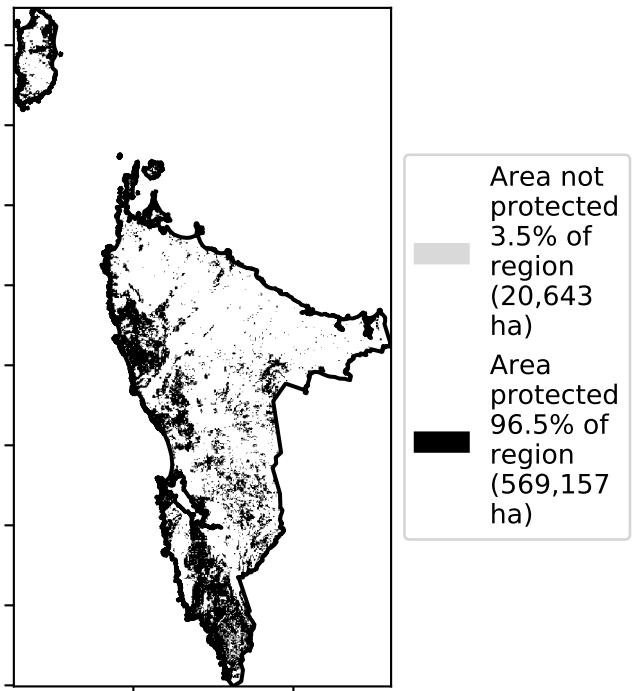 Area not
protected
3.5% of
region
(20,643
ha)
Area
protected
96.5% of
region
(569,157
ha)